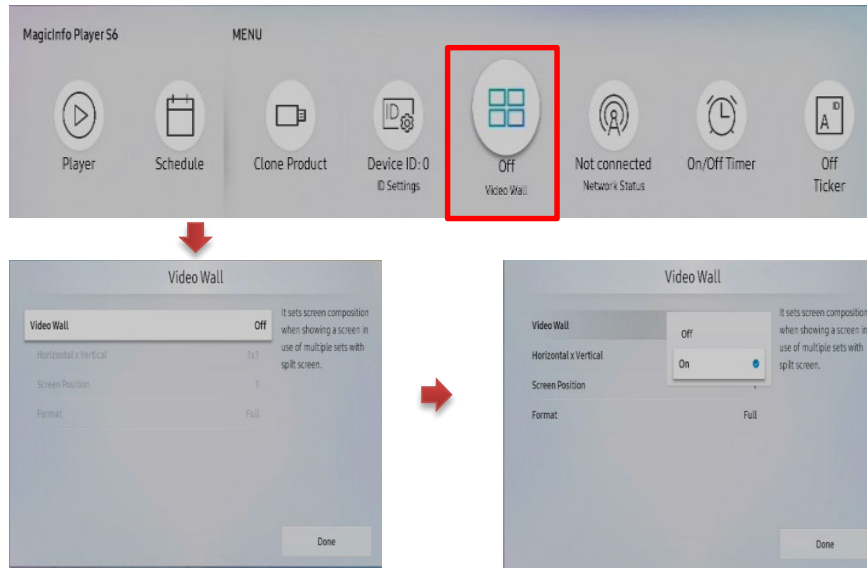 MagicInfo Player S6
MENU
Player
Schedule
Clone Product
Device ID: 0
ID Settings
Off
Video Wall
Not connected
Network Status
On/Off Timer
ID
A
Off
Ticker
Video Wall
Video Wall
Off
Horizontal x Vertical
1x1
Screen Position
1
Format
Full
It sets screen composition
when showing a screen in
use of multiple sets with
spilt screen.
Done
Video Wall
Video Wall
Off
Horizontal x Vertical
On
Screen Position
Format
Full
It sets screen composition
when showing a screen in
use of multiple sets with
spilt screen.
Done